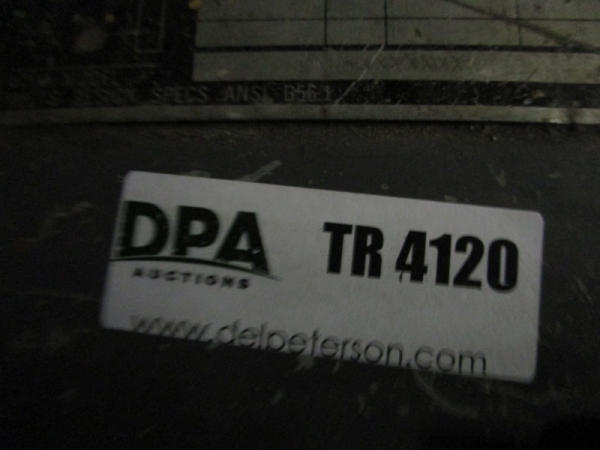 SPECS ANSI B56.1
DPA
AUCTIONS
TR 4120
www.delpeterson.com